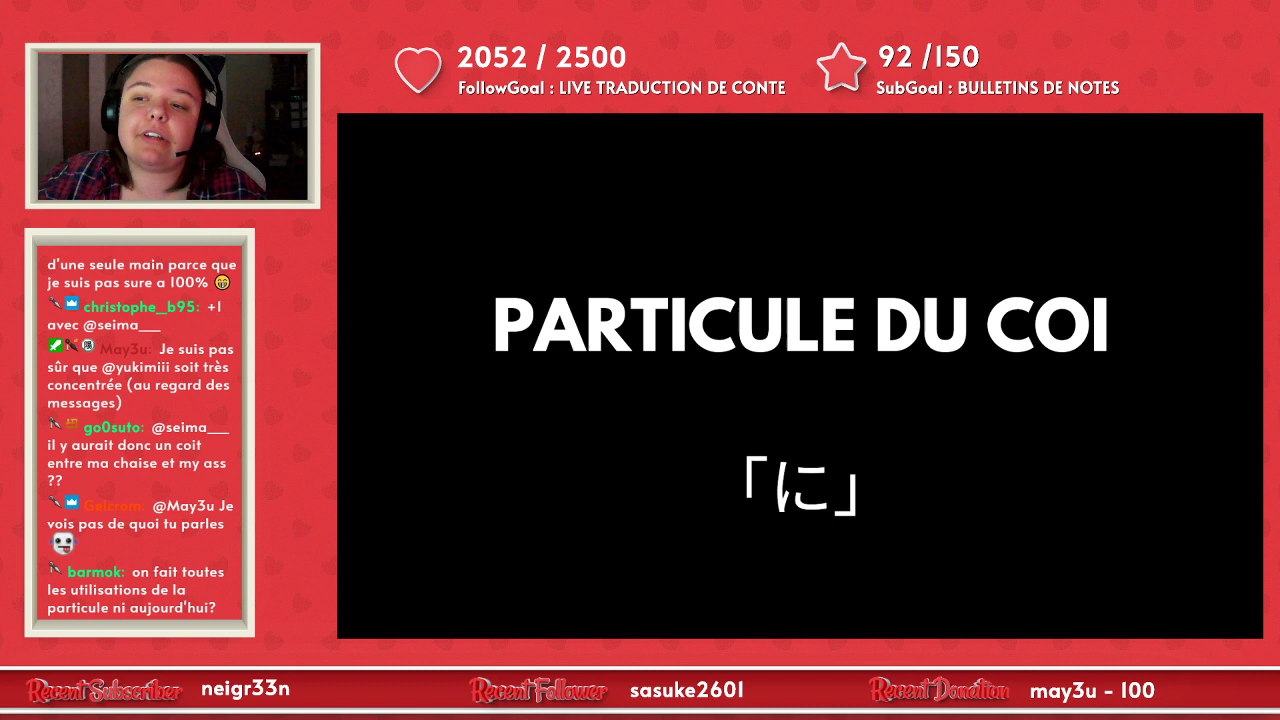 2052 / 2500
FollowGoal : LIVE TRADUCTION DE CONTE
92 /150
SubGoal : BULLETINS DE NOTES
PARTICULE DU COI
「に」
d'une seule main parce que
je suis pas sure a 100%
christophe_b95: +1
avec @seima__
May3u: Je suis pas
sûr que @yukimiii soit très
concentrée (au regard des
messages)
go0suto: @seima__
il y aurait donc un coit
entre ma chaise et my ass
??
Gelcrom: @May3u Je
vois pas de quoi tu parles
barmok: on fait toutes
les utilisations de la
particule ni aujourd'hui?
Recent Subscriber neigr33n
Recent Follower sasuke2601
Recent Donation may3u - 100